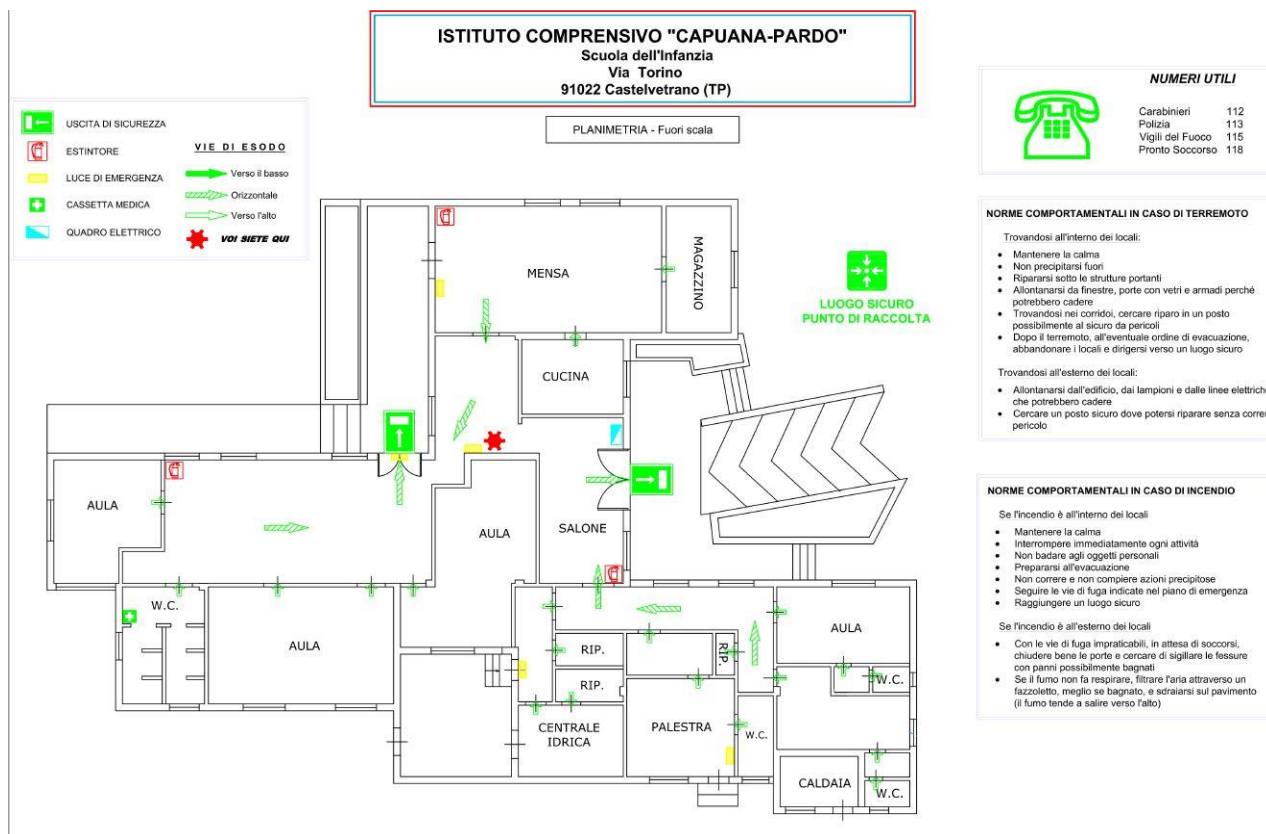 ISTITUTO COMPRENSIVO "CAPUANA-PARDO"
Scuola dell'Infanzia
Via Torino
91022 Castelvetrano (TP)
PLANIMETRIA - Fuori scala
USCITA DI SICUREZZA
ESTINTORE
LUCE DI EMERGENZA
CASSETTA MEDICA
QUADRO ELETTRICO
VIE DI ESODO
Verso il basso
Orizzontale
Verso l'alto
VOI SIETE QUI
NUMERI UTILI
Carabinieri 112
Polizia 113
Vigili del Fuoco 115
Pronto Soccorso 118
MENSA
MAGAZZINO
LUOGO SICURO
PUNTO DI RACCOLTA
CUCINA
AULA
AULA
SALONE
W.C.
AULA
RIP.
RIP.
RIP.
AULA
W.C.
CENTRALE
IDRICA
PALESTRA
W.C.
CALDAIA
W.C.
NORME COMPORTAMENTALI IN CASO DI TERREMOTO
Trovandosi all'interno dei locali:
• Mantenere la calma
• Non precipitarsi fuori
• Ripararsi sotto le strutture portanti
• Allontanarsi da finestre, porte con vetri e armadi perché
potrebbero cadere
• Trovandosi nei corridoi, cercare riparo in un posto
possibilmente al sicuro da pericoli
• Dopo il terremoto, all'eventuale ordine di evacuazione,
abbandonare i locali e dirigersi verso un luogo sicuro
Trovandosi all'esterno dei locali:
• Allontanarsi dall'edificio, dai lampioni e dalle linee elettriche
che potrebbero cadere
• Cercare un posto sicuro dove potersi riparare senza correre
pericolo
NORME COMPORTAMENTALI IN CASO DI INCENDIO
Se l'incendio è all'interno dei locali
• Mantenere la calma
• Interrompere immediatamente ogni attività
• Non badare agli oggetti personali
• Prepararsi all'evacuazione
• Non correre e non compiere azioni precipitose
• Seguire le vie di fuga indicate nel piano di emergenza
• Raggiungere un luogo sicuro
Se l'incendio è all'esterno dei locali
• Con le vie di fuga impraticabili, in attesa di soccorsi,
chiudere bene le porte e cercare di sigillare le fessure
con panni possibilmente bagnati
• Se il fumo non fa respirare, filtrare l'aria attraverso un
fazzoletto, meglio se bagnato, e sdraiarsi sul pavimento
(il fumo tende a salire verso l'alto)